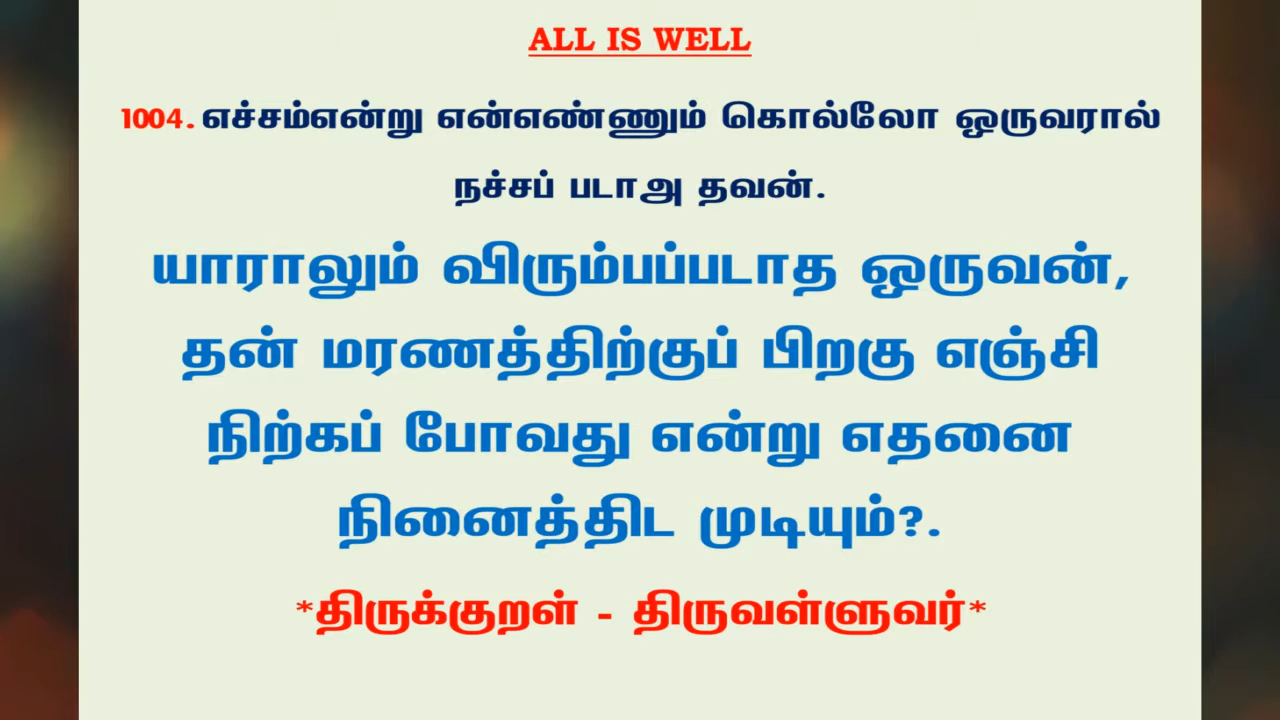 ALL IS WELL
1004. எச்சம்என்று என்எண்ணும் கொல்லோ ஒருவரால்
நச்சப் படாஅ தவன்.
யாராலும் விரும்பப்படாத ஒருவன்,
தன் மரணத்திற்குப் பிறகு எஞ்சி
நிற்கப் போவது என்று எதனை
நினைத்திட முடியும்?.
*திருக்குறள் - திருவள்ளுவர்*